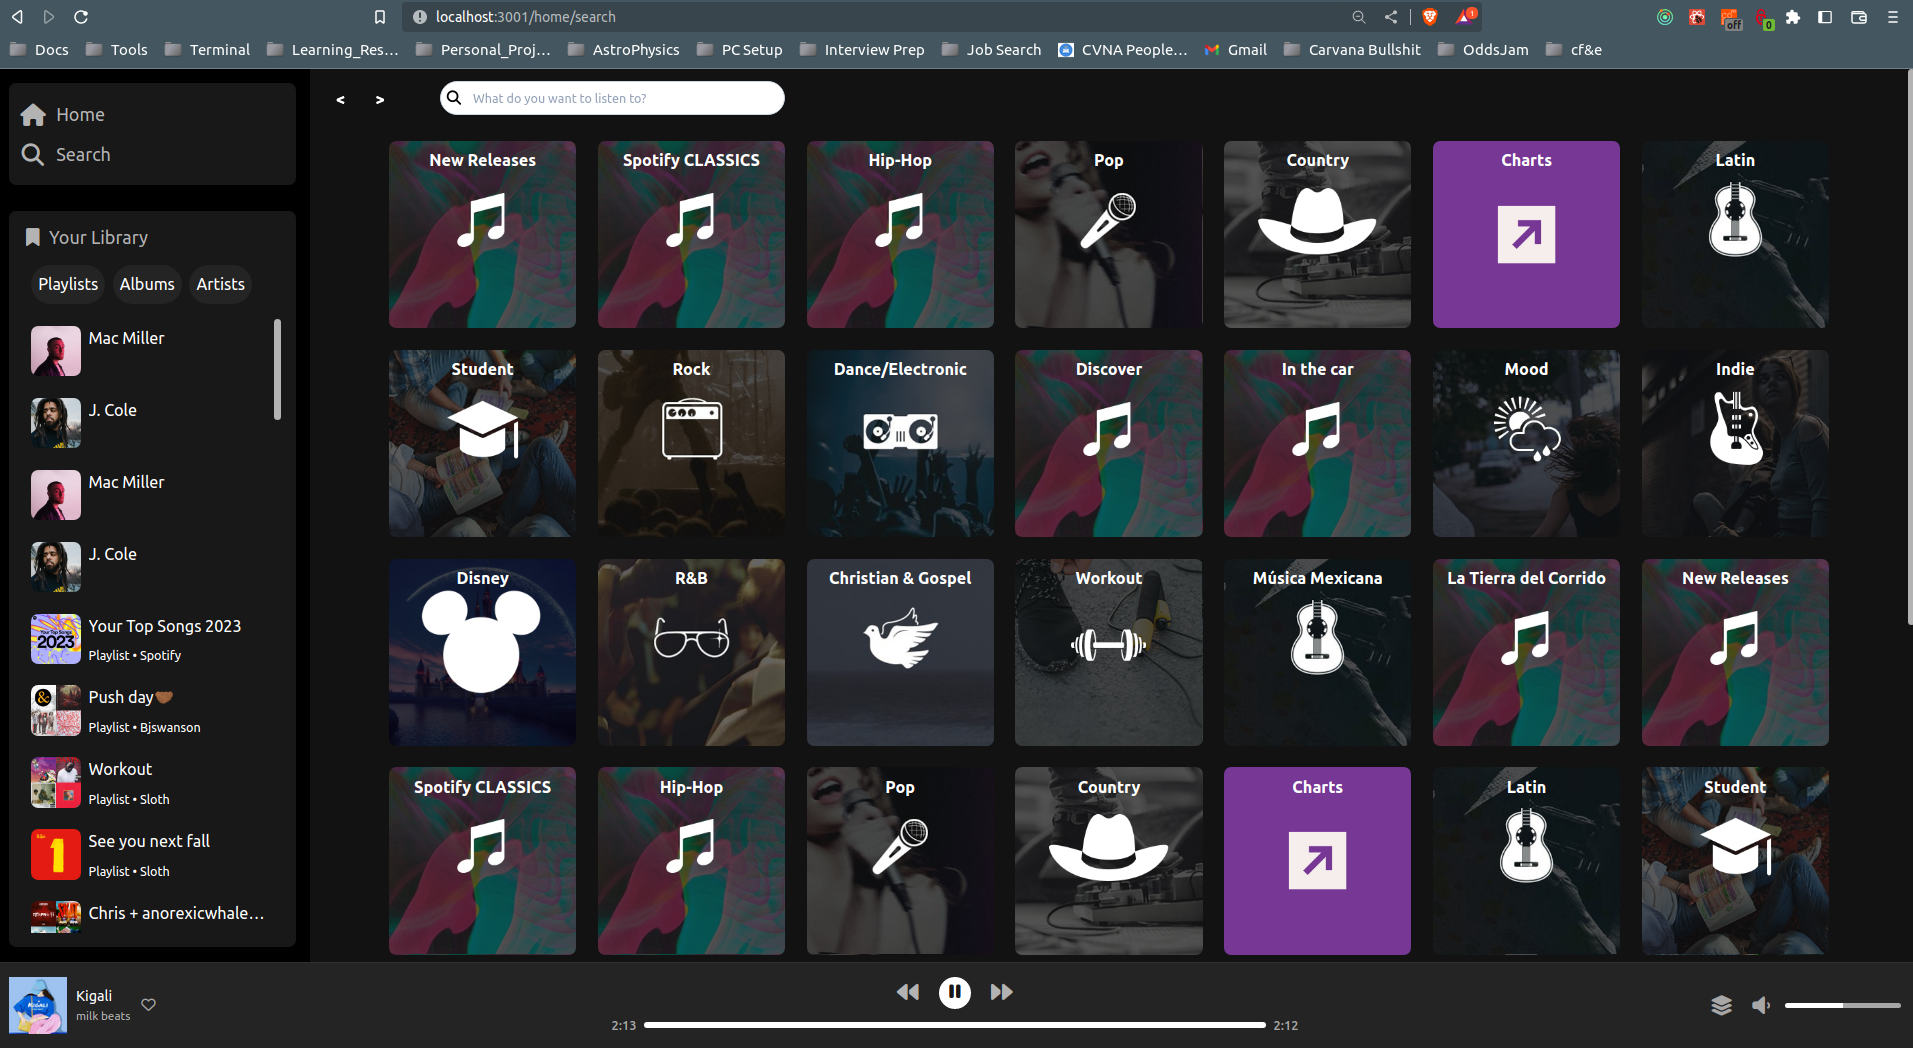 localhost:3001/home/search
1
off
0
Docs
Tools
Terminal
Learning_Res...
Personal_Proj...
AstroPhysics
PC Setup
Interview Prep
Job Search
CVNA People...
Gmail
Carvana Bullshit
OddsJam
cf&e
Home
Search
Your Library
Playlists
Albums
Artists
Mac Miller
J. Cole
Mac Miller
J. Cole
Your Top Songs 2023
Playlist • Spotify
Push day🤝🏾
Playlist • Bjswanson
Workout
Playlist • Sloth
See you next fall
Playlist • Sloth
Chris + anorexicwhale...
< >
What do you want to listen to?
New Releases
Spotify CLASSICS
Hip-Hop
Pop
Country
Charts
Latin
Student
Rock
Dance/Electronic
Discover
In the car
Mood
Indie
Disney
R&B
Christian & Gospel
Workout
Música Mexicana
La Tierra del Corrido
New Releases
Spotify CLASSICS
Hip-Hop
Pop
Country
Charts
Latin
Student
Kigali
milk beats
2:13
2:12